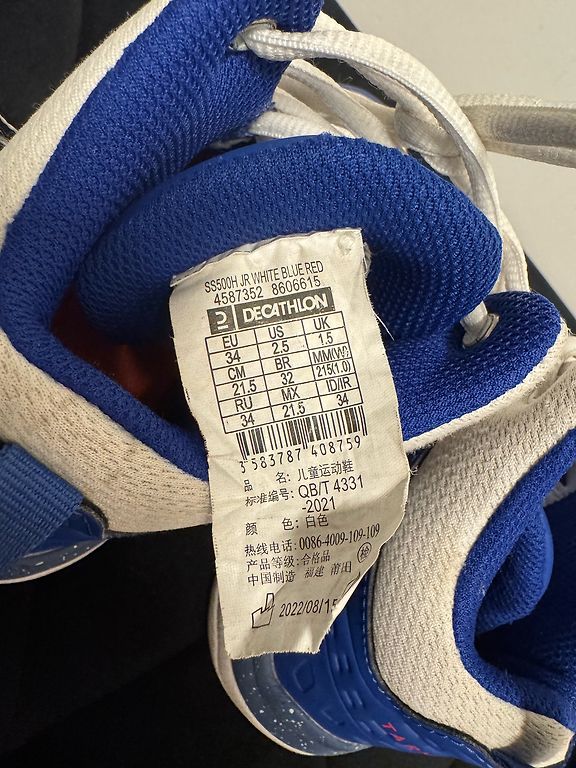 SS500H JR WHITE BLUE RED
4587352 8606615
DECATHLON
EU US UK
34 2.5 1.5
CM BR MM(W)
21.5 32 215(1.0)
RU MX ID/IR
34 21.5 34
3 583787 408759
品 名: 儿童运动鞋
标准编号: QB/T 4331
-2021
颜 色: 白色
热线电话: 0086-4009-109-109
产品等级: 合格品 检
中国制造 福建 莆田
2022/08/15